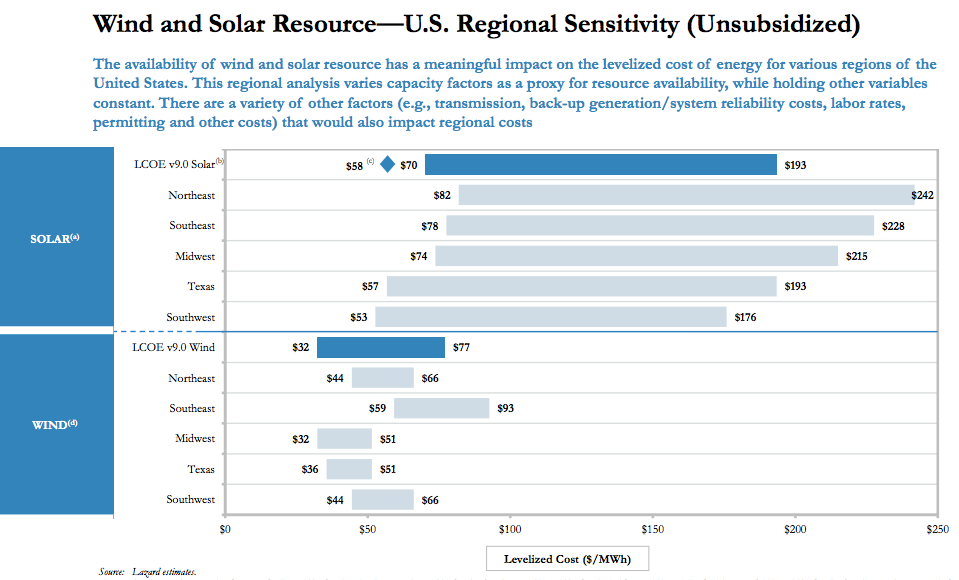 Wind and Solar Resource—U.S. Regional Sensitivity (Unsubsidized)
The availability of wind and solar resource has a meaningful impact on the levelized cost of energy for various regions of the
United States. This regional analysis varies capacity factors as a proxy for resource availability, while holding other variables
constant. There are a variety of other factors (e.g., transmission, back-up generation/system reliability costs, labor rates,
permitting and other costs) that would also impact regional costs
SOLAR(a)
LCOE v9.0 Solar(b) $58 (c) $70 $193
Northeast $82 $242
Southeast $78 $228
Midwest $74 $215
Texas $57 $193
Southwest $53 $176
WIND(d)
LCOE v9.0 Wind $32 $77
Northeast $44 $66
Southeast $59 $93
Midwest $32 $51
Texas $36 $51
Southwest $44 $66
$0 $50 $100 $150 $200 $250
Levelized Cost ($/MWh)
Source: Lazard estimates.